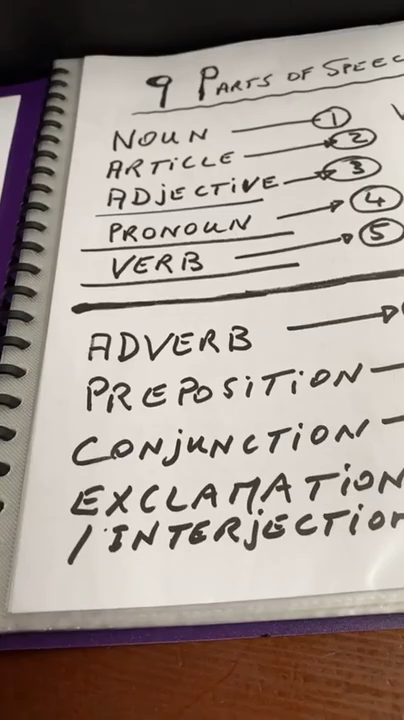 9 PARTS OF SPEEC
NOUN 1
ARTiCLE 2
ADJECTiVE 3
PRONOUN 4
VERB 5
ADVERB
PREPOSiTiON
CONjUNCTiON
EXCLAMATiON
/ iNTERjECTiON